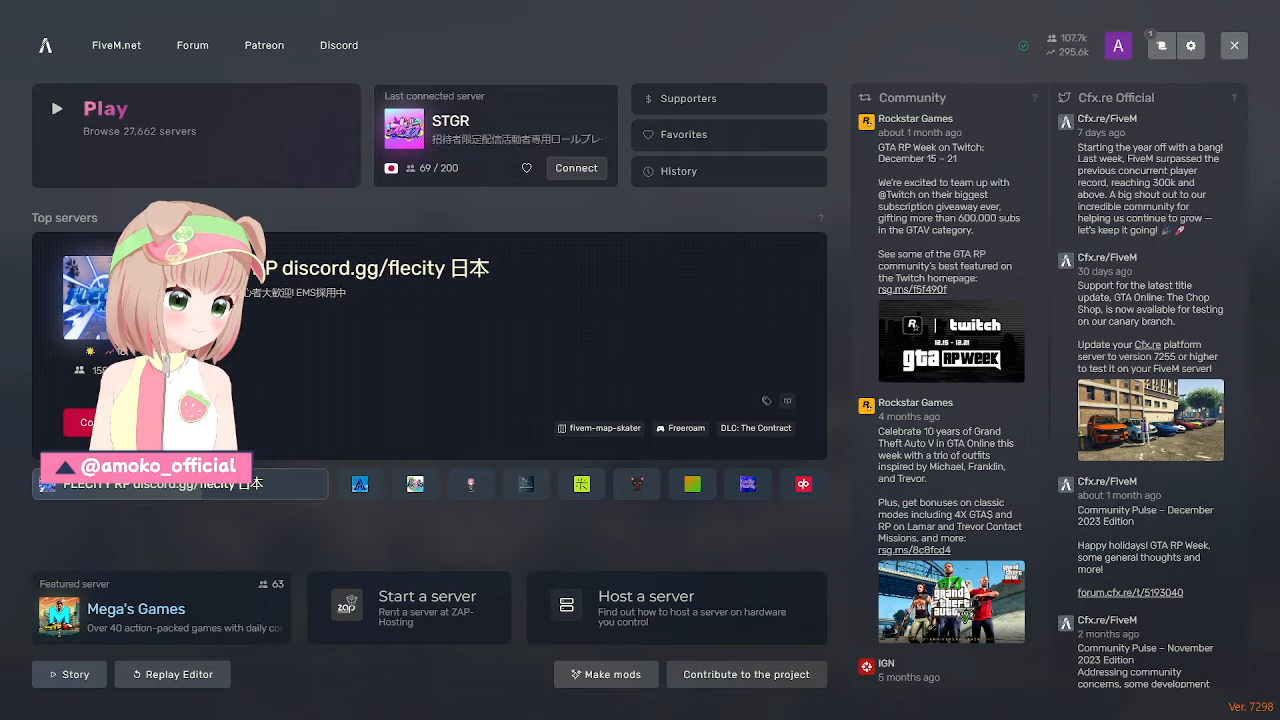 FiveM.net
Forum
Patreon
Discord
107.7k
295.6k
A
1
Play
Browse 27,662 servers
Last connected server
STGR
招待者限定配信活動者専用ロールプレー
69 / 200
Connect
Supporters
Favorites
History
Top servers
?
P discord.gg/flecity 日本
心者大歓迎! EMS採用中
rp
fivem-map-skater
Freeroam
DLC: The Contract
@amoko_official
FLECITY RP discord.gg/flecity 日本
Featured server
63
Mega's Games
Over 40 action-packed games with daily co
ZAP
Start a server
Rent a server at ZAP-
Hosting
Host a server
Find out how to host a server on hardware
you control
Story
Replay Editor
Make mods
Contribute to the project
Community
?
Rockstar Games
about 1 month ago
GTA RP Week on Twitch:
December 15 – 21
We're excited to team up with
@Twitch on their biggest
subscription giveaway ever,
gifting more than 600,000 subs
in the GTAV category.
See some of the GTA RP
community's best featured on
the Twitch homepage:
rsg.ms/f5f490f
R* | twitch
12.15 - 12.21
gta RP WEEK
Rockstar Games
4 months ago
Celebrate 10 years of Grand
Theft Auto V in GTA Online this
week with a trio of outfits
inspired by Michael, Franklin,
and Trevor.
Plus, get bonuses on classic
modes including 4X GTA$ and
RP on Lamar and Trevor Contact
Missions, and more:
rsg.ms/8c8fcd4
grand
theft
auto
IGN
5 months ago
Cfx.re Official
?
Cfx.re/FiveM
7 days ago
Starting the year off with a bang!
Last week, FiveM surpassed the
previous concurrent player
record, reaching 300k and
above. A big shout out to our
incredible community for
helping us continue to grow —
let's keep it going! 🎉 🚀
Cfx.re/FiveM
30 days ago
Support for the latest title
update, GTA Online: The Chop
Shop, is now available for testing
on our canary branch.
Update your Cfx.re platform
server to version 7255 or higher
to test it on your FiveM server!
Cfx.re/FiveM
about 1 month ago
Community Pulse – December
2023 Edition
Happy holidays! GTA RP Week,
some general thoughts and
more!
forum.cfx.re/t/5193040
Cfx.re/FiveM
2 months ago
Community Pulse – November
2023 Edition
Addressing community
concerns, some development
Ver. 7298